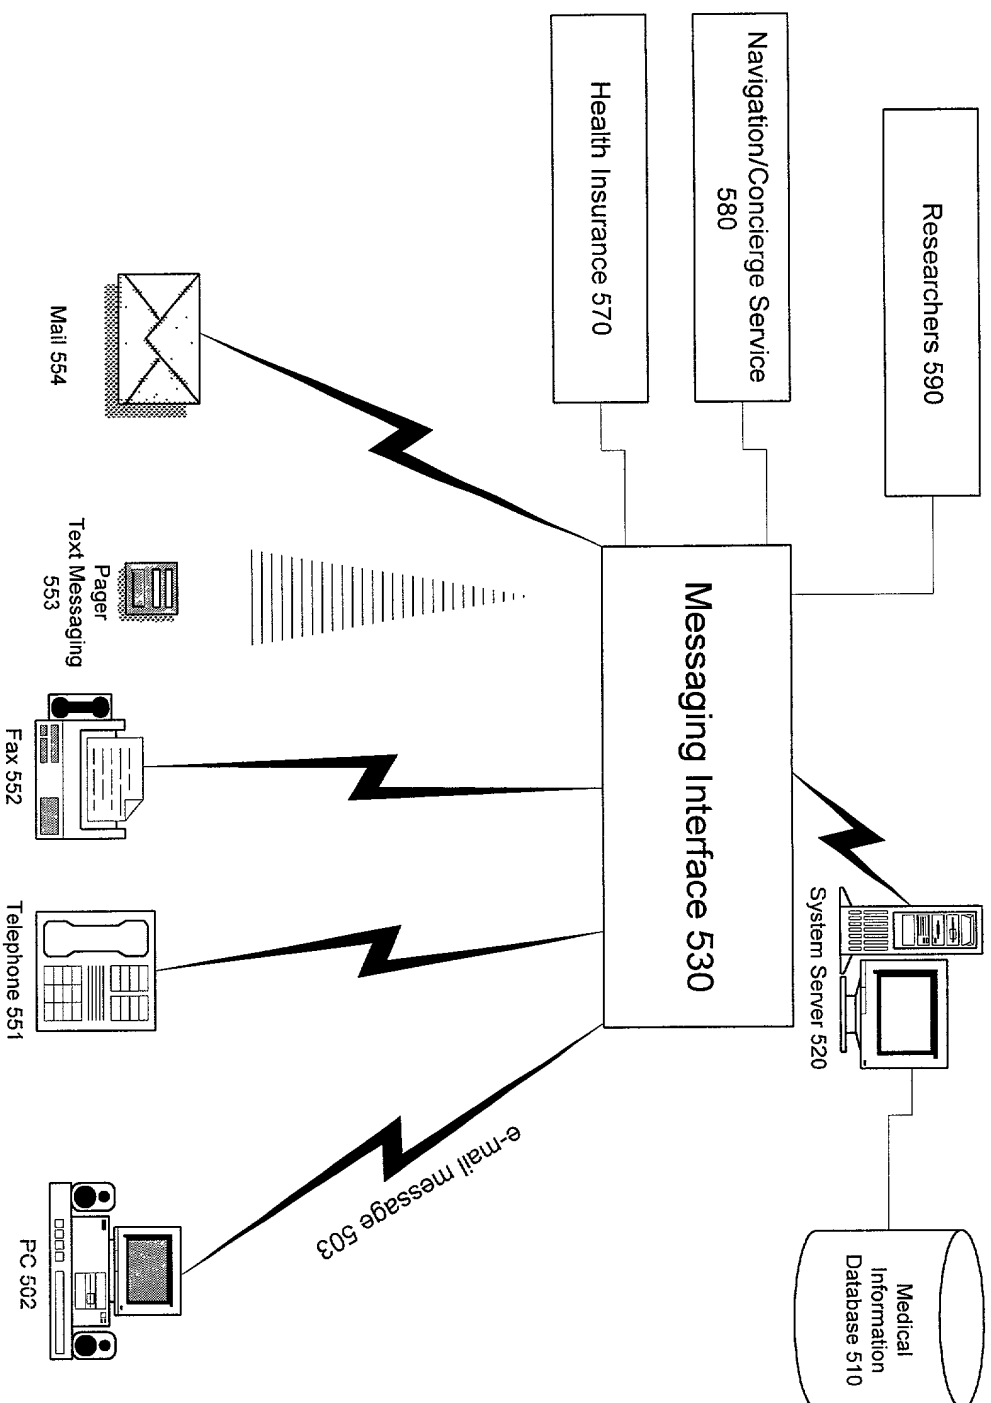 Researchers 590
Medical
Information
Database 510
System Server 520
Navigation/Concierge Service
580
Health Insurance 570
Messaging Interface 530
e-mail message 503
Mail 554
Pager
Text Messaging
553
Fax 552
Telephone 551
PC 502